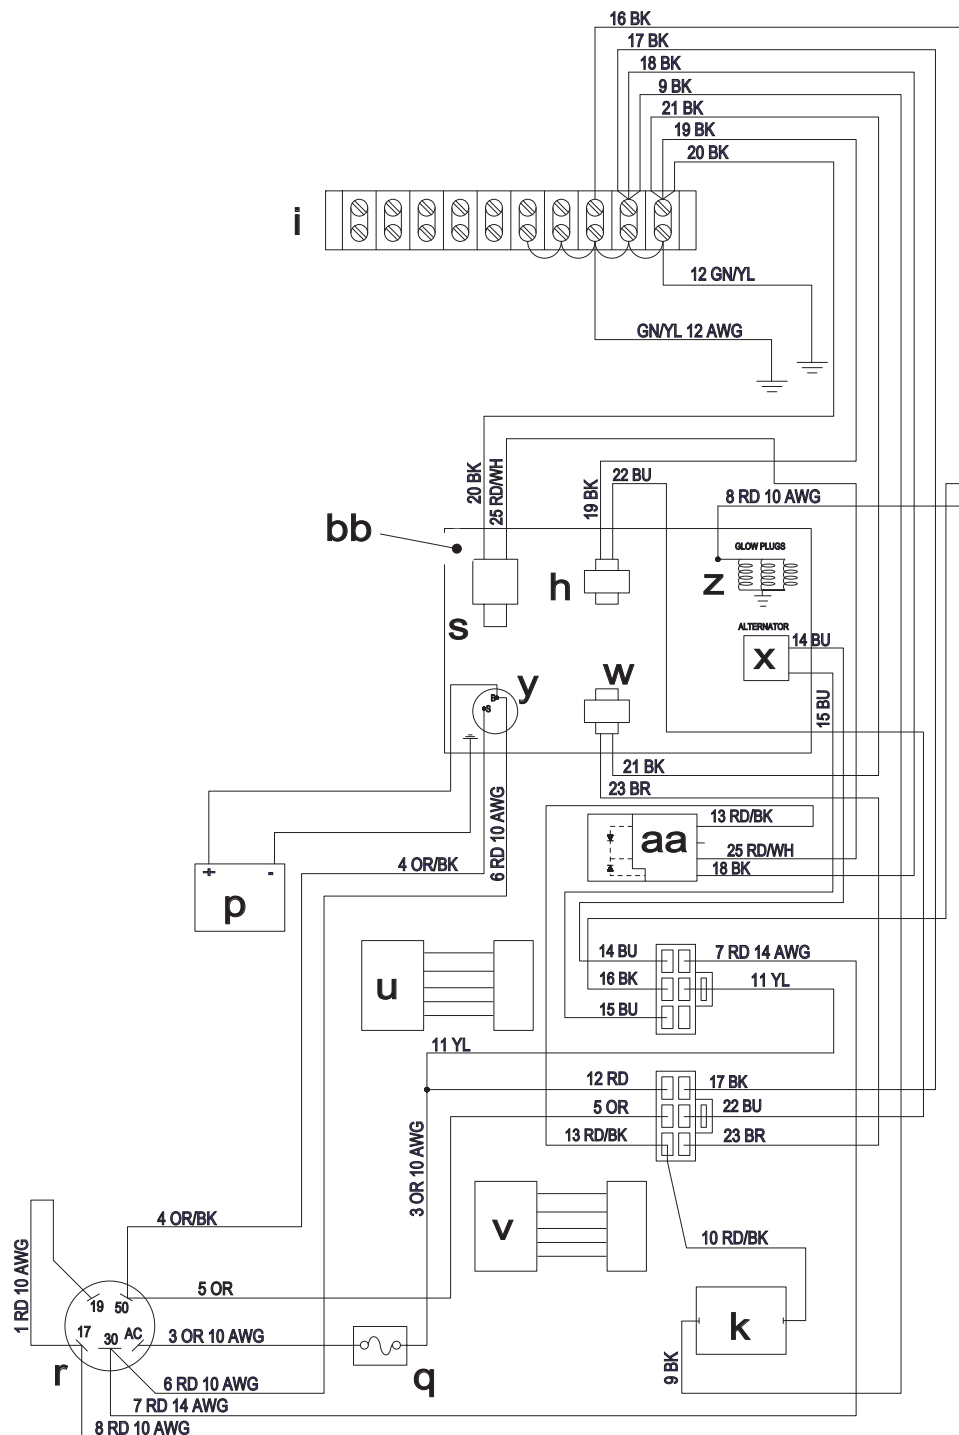 16 BK
17 BK
18 BK
9 BK
21 BK
19 BK
20 BK
i
12 GN/YL
GN/YL 12 AWG
20 BK
25 RD/WH
19 BK
22 BU
8 RD 10 AWG
bb
GLOW PLUGS
h
z
s
ALTERNATOR
14 BU
x
w
y
B
S
15 BU
21 BK
23 BR
6 RD 10 AWG
13 RD/BK
aa
25 RD/WH
18 BK
4 OR/BK
+ -
p
14 BU
7 RD 14 AWG
u
16 BK
11 YL
15 BU
11 YL
12 RD
17 BK
5 OR
22 BU
13 RD/BK
23 BR
3 OR 10 AWG
4 OR/BK
v
10 RD/BK
1 RD 10 AWG
5 OR
19 50
17 30 AC
3 OR 10 AWG
k
r
q
9 BK
6 RD 10 AWG
7 RD 14 AWG
8 RD 10 AWG